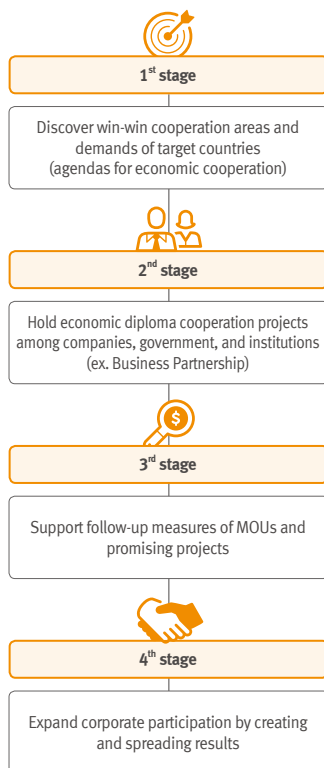 1st stage
Discover win-win cooperation areas and
demands of target countries
(agendas for economic cooperation)
2nd stage
Hold economic diploma cooperation projects
among companies, government, and institutions
(ex. Business Partnership)
$
3rd stage
Support follow-up measures of MOUs and
promising projects
4th stage
Expand corporate participation by creating
and spreading results